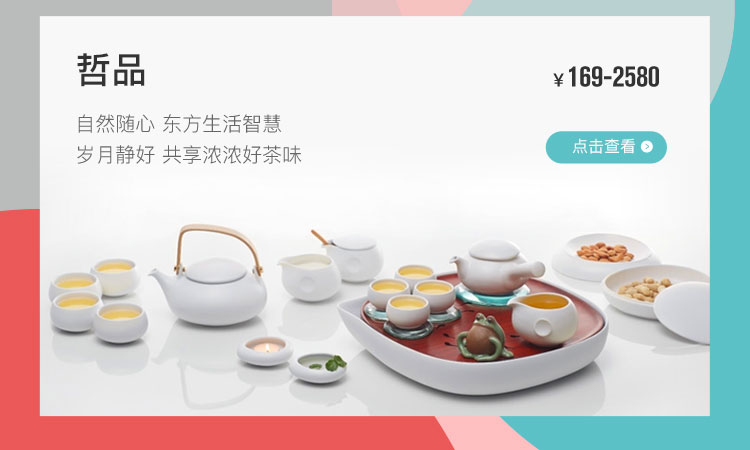 哲品
¥169-2580
自然随心 东方生活智慧
岁月静好 共享浓浓好茶味
点击查看